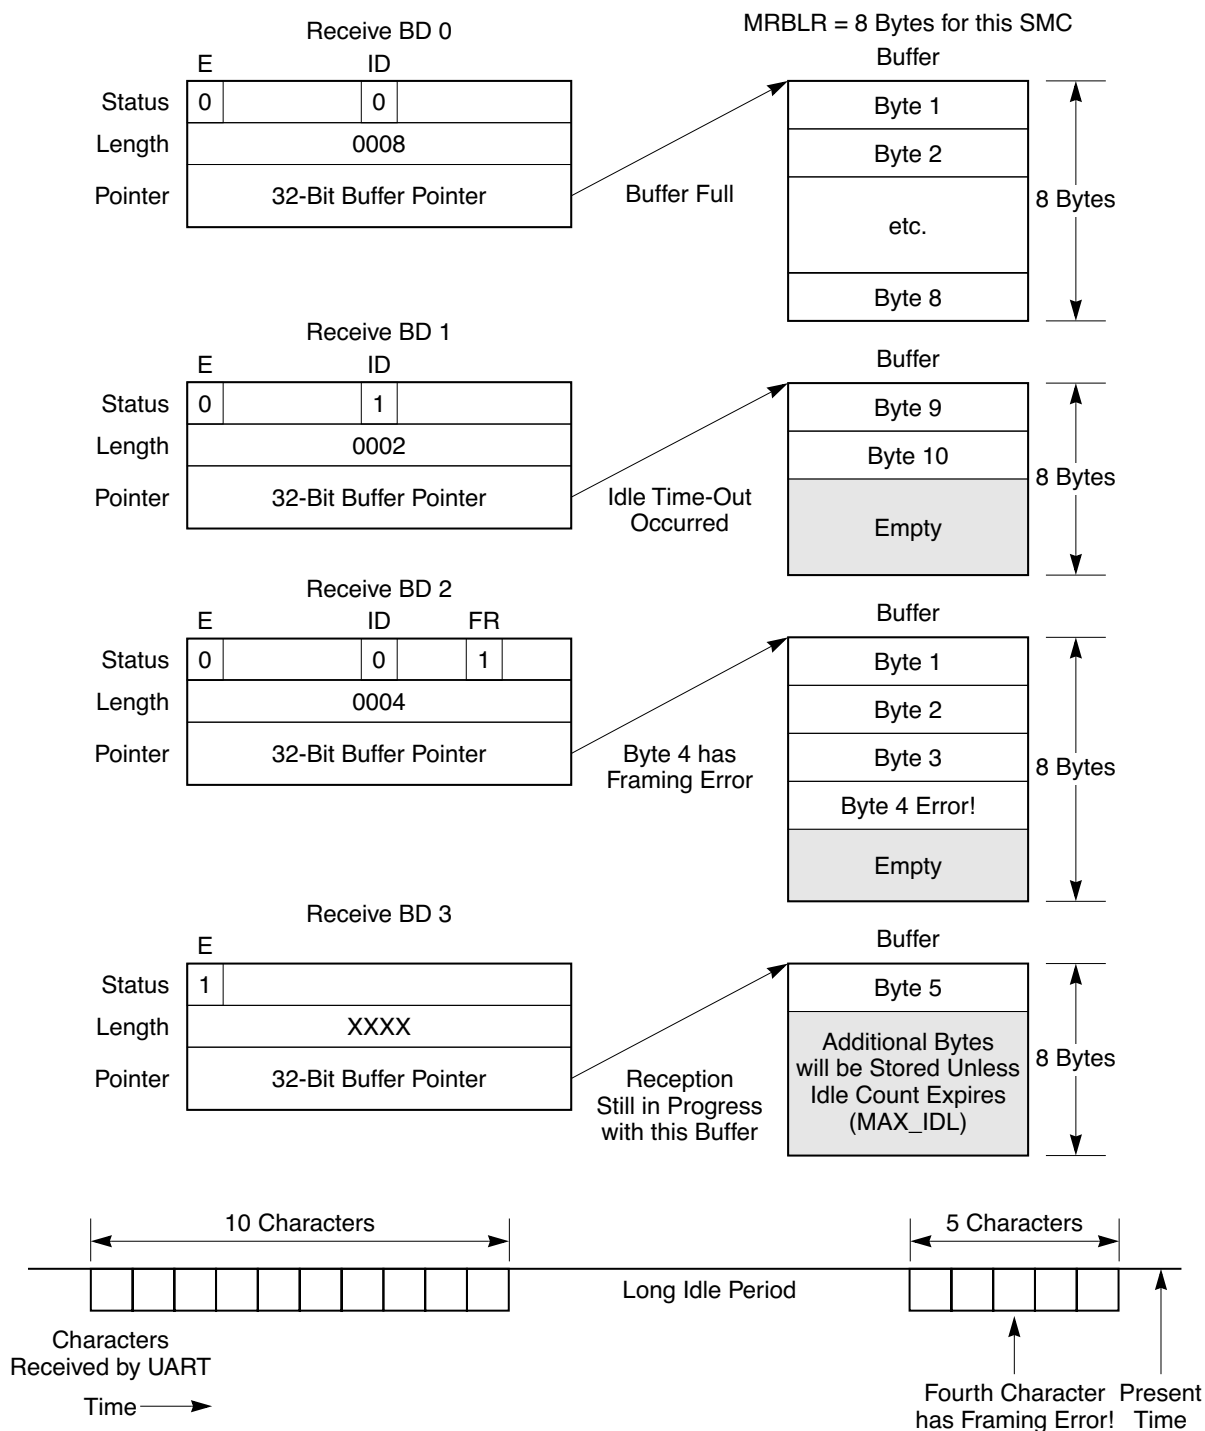 MRBLR = 8 Bytes for this SMC
Receive BD 0
E ID
Status 0 0
Length 0008
Pointer 32-Bit Buffer Pointer
Buffer Full
Buffer
Byte 1
Byte 2
etc.
Byte 8
8 Bytes
Receive BD 1
E ID
Status 0 1
Length 0002
Pointer 32-Bit Buffer Pointer
Idle Time-Out
Occurred
Buffer
Byte 9
Byte 10
Empty
8 Bytes
Receive BD 2
E ID FR
Status 0 0 1
Length 0004
Pointer 32-Bit Buffer Pointer
Byte 4 has
Framing Error
Buffer
Byte 1
Byte 2
Byte 3
Byte 4 Error!
Empty
8 Bytes
Receive BD 3
E
Status 1
Length XXXX
Pointer 32-Bit Buffer Pointer
Reception
Still in Progress
with this Buffer
Buffer
Byte 5
Additional Bytes
will be Stored Unless
Idle Count Expires
(MAX_IDL)
8 Bytes
10 Characters
5 Characters
Long Idle Period
Characters
Received by UART
Time
Fourth Character
has Framing Error!
Present
Time